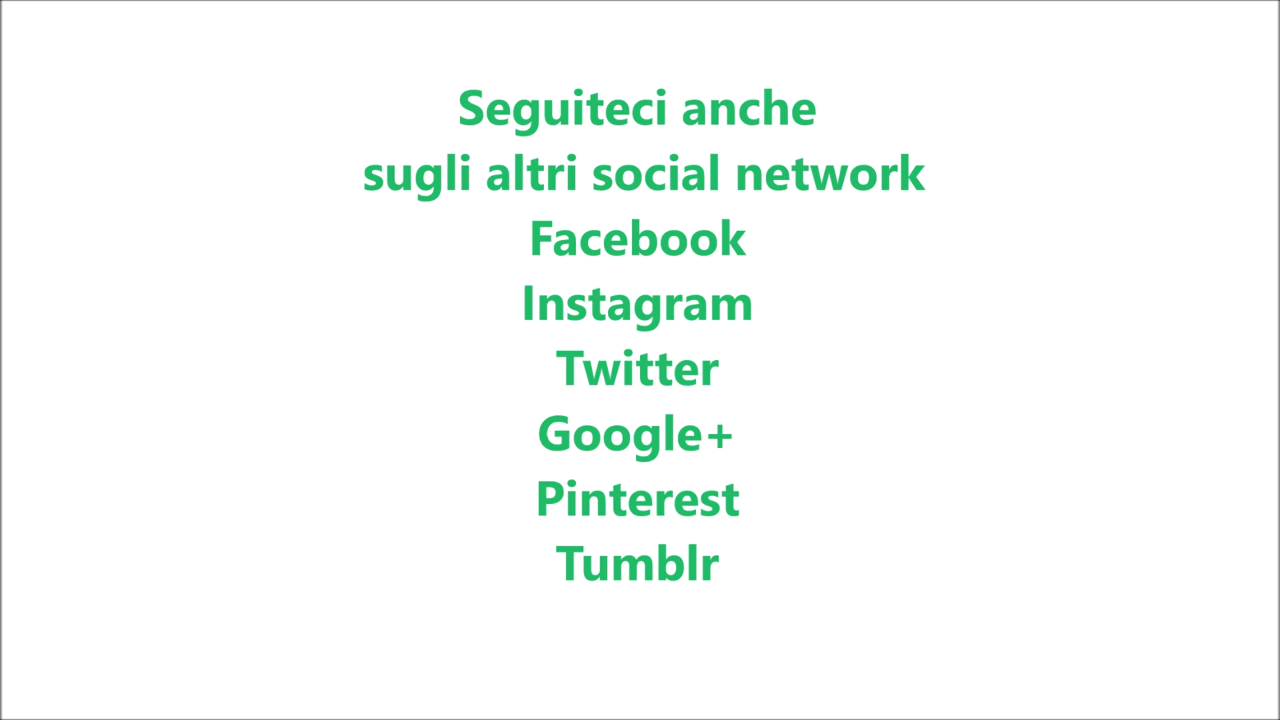 Seguiteci anche
sugli altri social network
Facebook
Instagram
Twitter
Google+
Pinterest
Tumblr